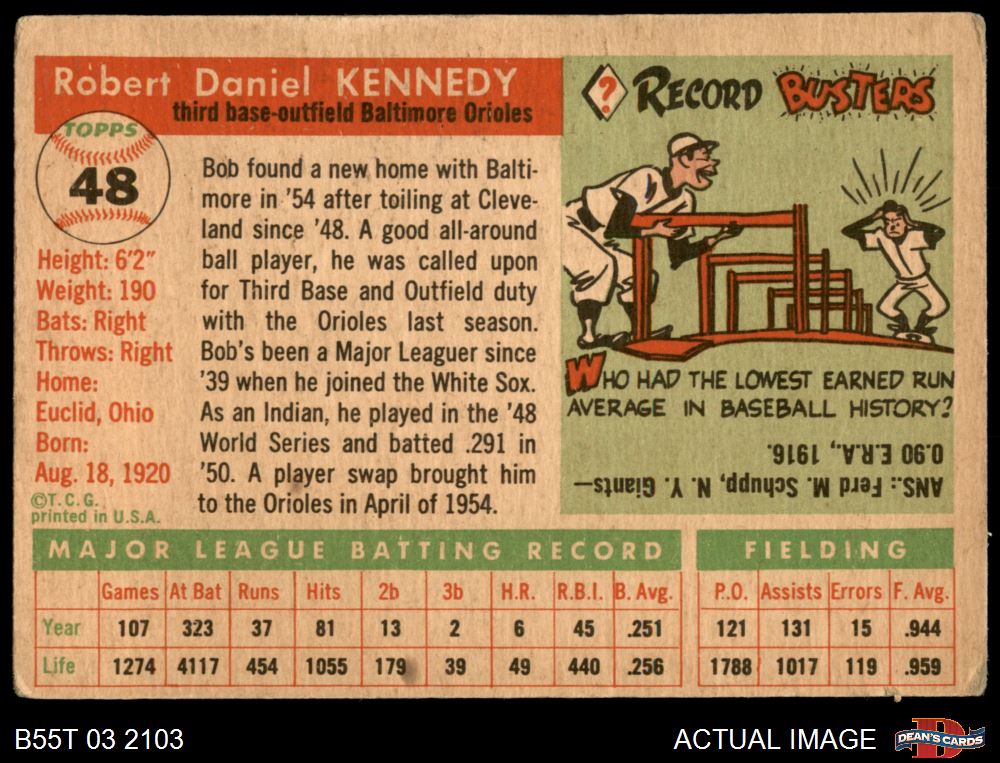 Robert Daniel KENNEDY
third base-outfield Baltimore Orioles
TOPPS
48
Height: 6'2"
Weight: 190
Bats: Right
Throws: Right
Home:
Euclid, Ohio
Born:
Aug. 18, 1920
©T.C.G.
printed in U.S.A.
Bob found a new home with Balti-
more in '54 after toiling at Cleve-
land since '48. A good all-around
ball player, he was called upon
for Third Base and Outfield duty
with the Orioles last season.
Bob's been a Major Leaguer since
'39 when he joined the White Sox.
As an Indian, he played in the '48
World Series and batted .291 in
'50. A player swap brought him
to the Orioles in April of 1954.
? RECORD BUSTERS
WHO HAD THE LOWEST EARNED RUN
AVERAGE IN BASEBALL HISTORY?
ANS.: Ferd M. Schupp, N. Y. Giants—
0.90 E.R.A., 1916.
MAJOR LEAGUE BATTING RECORD FIELDING
Games At Bat Runs Hits 2b 3b H.R. R.B.I. B. Avg. P.O. Assists Errors F. Avg.
Year 107 323 37 81 13 2 6 45 .251 121 131 15 .944
Life 1274 4117 454 1055 179 39 49 440 .256 1788 1017 119 .959
B55T 03 2103
ACTUAL IMAGE
DEAN'S CARDS